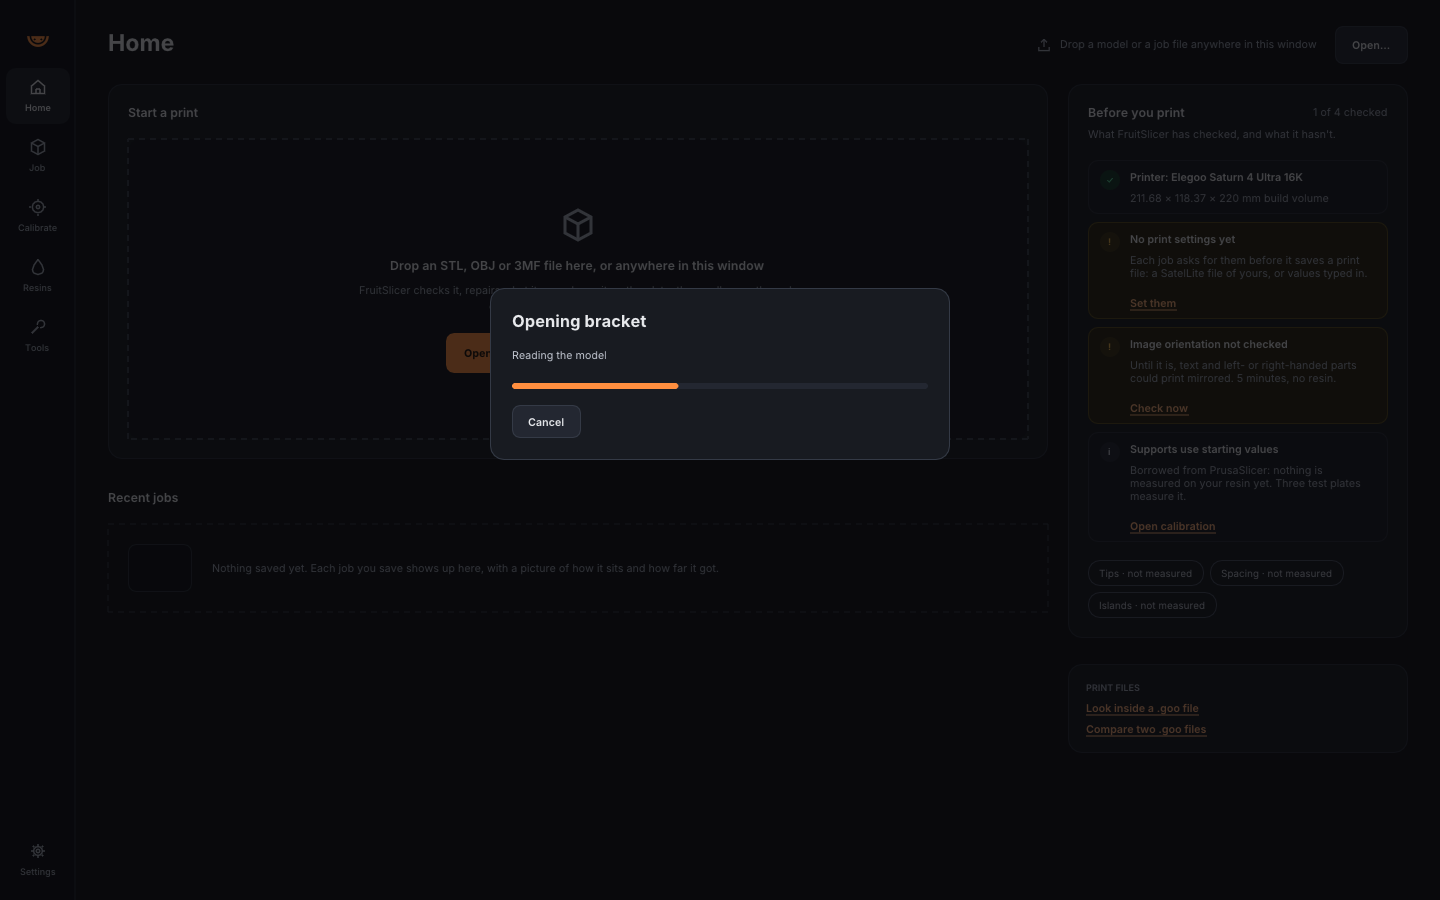 Home
Drop a model or a job file anywhere in this window
Open...
Home
Job
Calibrate
Resins
Tools
Settings
Start a print
Drop an STL, OBJ or 3MF file here, or anywhere in this window
FruitSlicer checks it, repairs
Open
Opening bracket
Reading the model
Cancel
Recent jobs
Nothing saved yet. Each job you save shows up here, with a picture of how it sits and how far it got.
Before you print
1 of 4 checked
What FruitSlicer has checked, and what it hasn't.
Printer: Elegoo Saturn 4 Ultra 16K
211.68 × 118.37 × 220 mm build volume
No print settings yet
Each job asks for them before it saves a print
file: a SatelLite file of yours, or values typed in.
Set them
Image orientation not checked
Until it is, text and left- or right-handed parts
could print mirrored. 5 minutes, no resin.
Check now
Supports use starting values
Borrowed from PrusaSlicer: nothing is
measured on your resin yet. Three test plates
measure it.
Open calibration
Tips · not measured
Spacing · not measured
Islands · not measured
PRINT FILES
Look inside a .goo file
Compare two .goo files